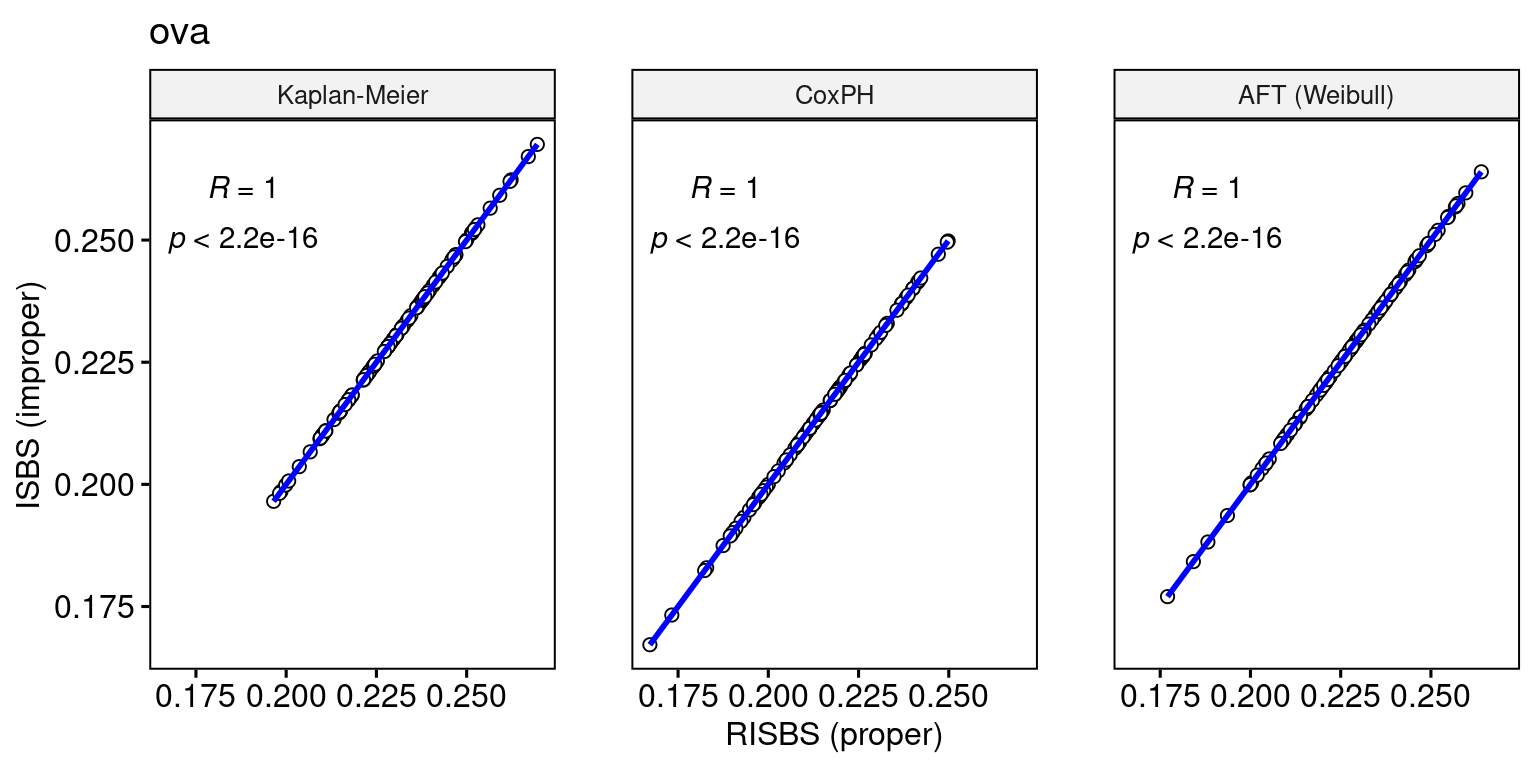 ova
Kaplan-Meier
CoxPH
AFT (Weibull)
R = 1
p < 2.2e-16
R = 1
p < 2.2e-16
R = 1
p < 2.2e-16
ISBS (improper)
0.250
0.225
0.200
0.175
0.175 0.200 0.225 0.250
0.175 0.200 0.225 0.250
0.175 0.200 0.225 0.250
RISBS (proper)